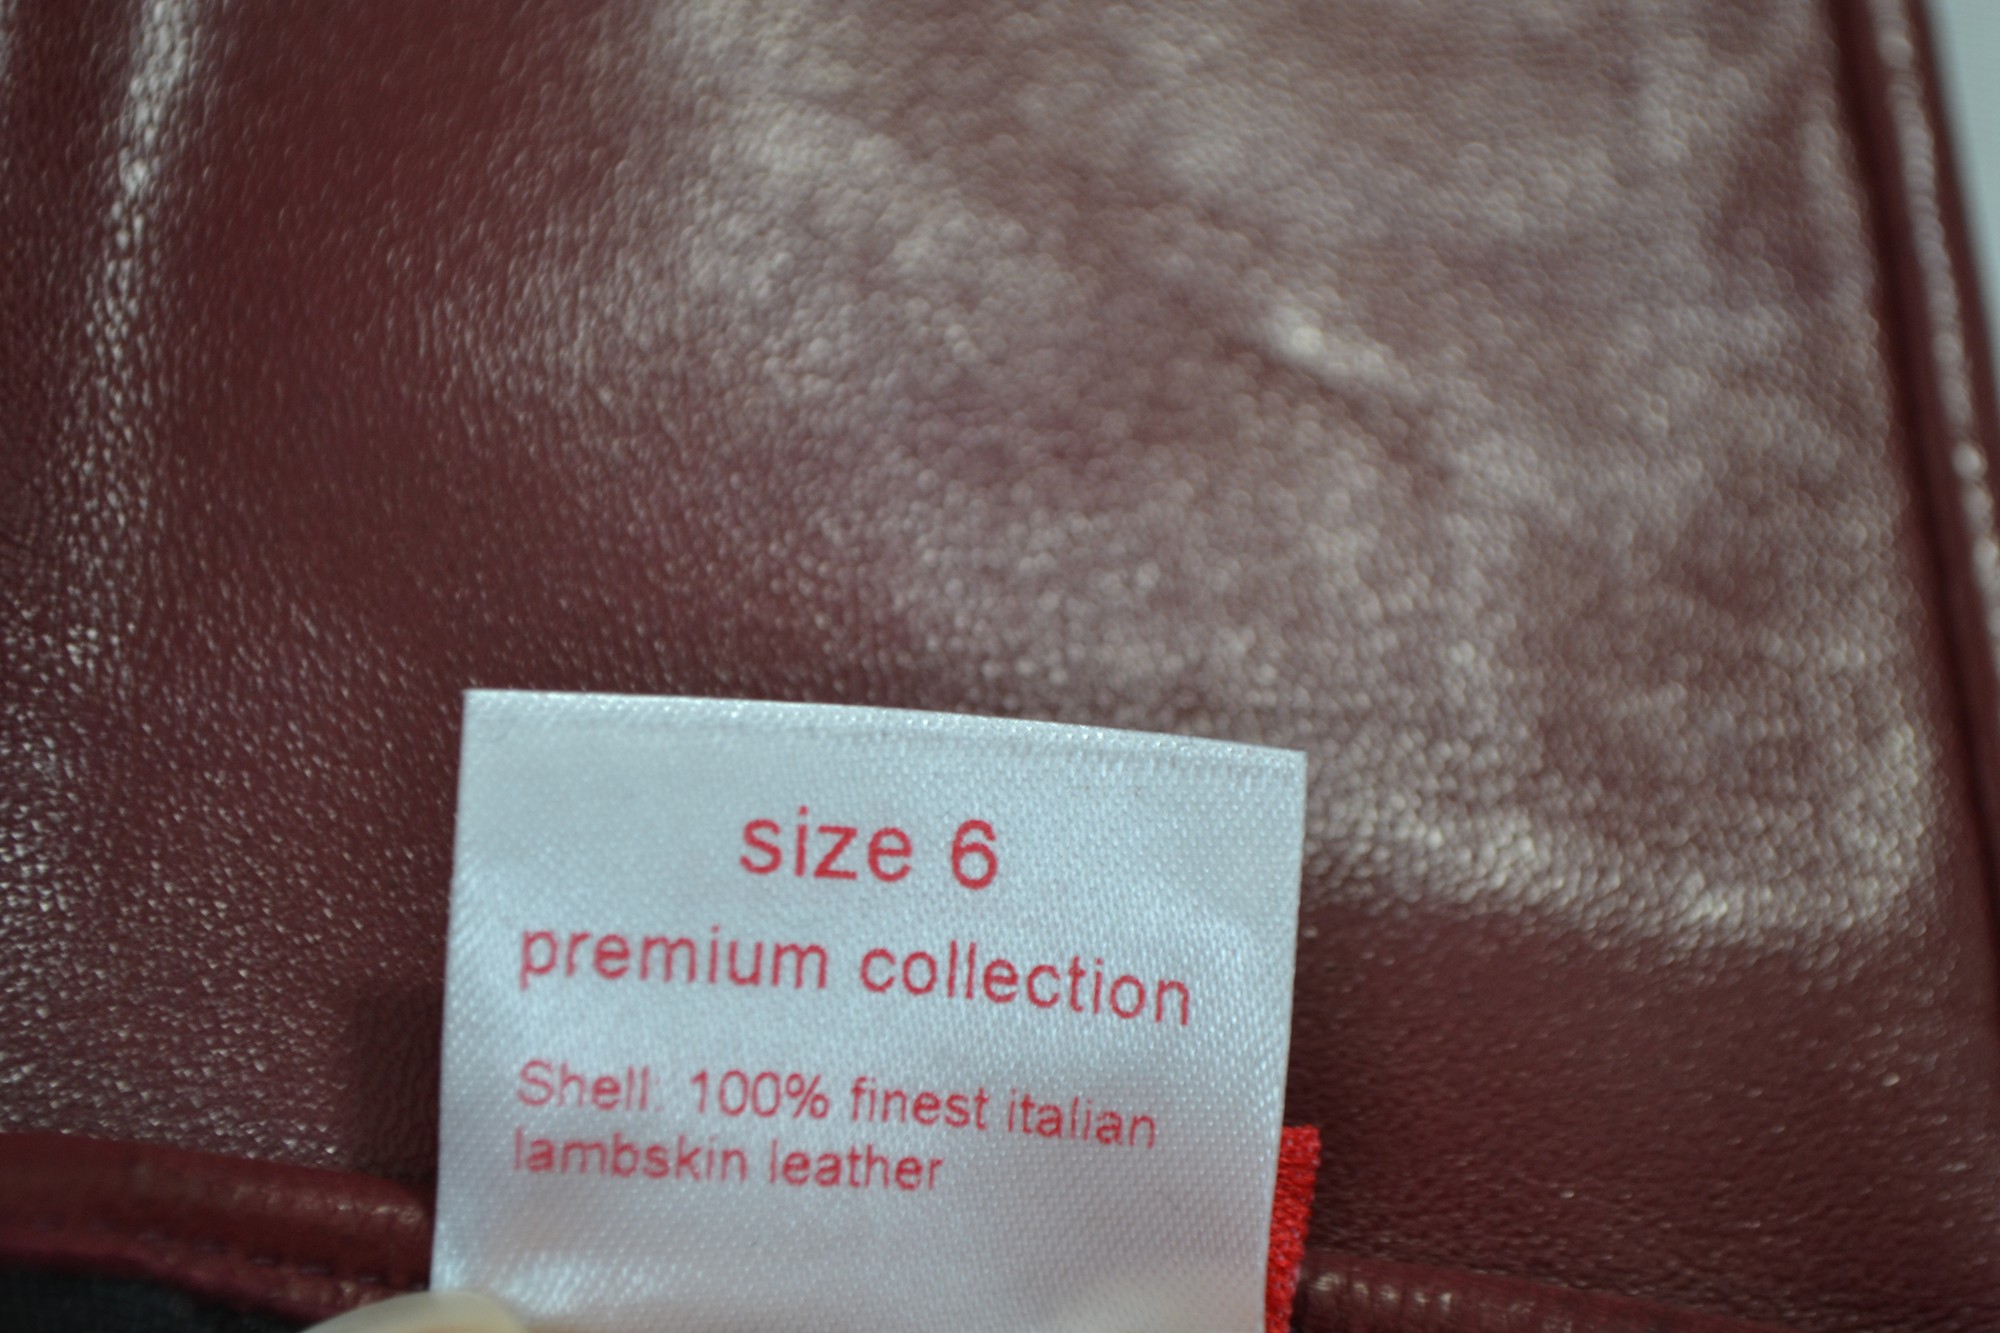 size 6
premium collection
Shell: 100% finest italian
lambskin leather